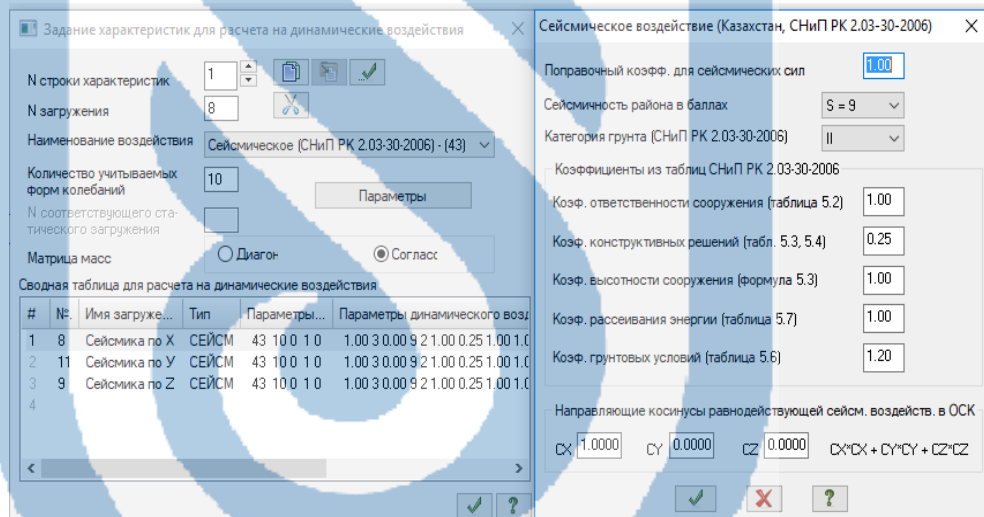 Задание характеристик для расчета на динамические воздействия
N строки характеристик
1
N загружения
8
Наименование воздействия
Сейсмическое (СНиП РК 2.03-30-2006) - (43)
Количество учитываемых
форм колебаний
10
Параметры
N соответствующего ста-
тического загружения
Матрица масс
Диагон
Согласо
Сводная таблица для расчета на динамические воздействия
# №. Имя загруже... Тип Параметры... Параметры динамического возд
1 8 Сейсмика по X СЕЙСМ 43 10 0 1 0 1.00 3 0.00 9 2 1.00 0.25 1.00 1.0
2 11 Сейсмика по У СЕЙСМ 43 10 0 1 0 1.00 3 0.00 9 2 1.00 0.25 1.00 1.0
3 9 Сейсмика по Z СЕЙСМ 43 10 0 1 0 1.00 3 0.00 9 2 1.00 0.25 1.00 1.0
4
?
Сейсмическое воздействие (Казахстан, СНиП РК 2.03-30-2006)
Поправочный коэфф. для сейсмических сил
1.00
Сейсмичность района в баллах
S = 9
Категория грунта (СНиП РК 2.03-30-2006)
II
Коэффициенты из таблиц СНиП РК 2.03-30-2006
Коэф. ответственности сооружения (таблица 5.2)
1.00
Коэф. конструктивных решений (табл. 5.3, 5.4)
0.25
Коэф. высотности сооружения (формула 5.3)
1.00
Коэф. рассеивания энергии (таблица 5.7)
1.00
Коэф. грунтовых условий (таблица 5.6)
1.20
Направляющие косинусы равнодействующей сейсм. воздейств. в ОСК
CX 1.0000 CY 0.0000 CZ 0.0000 CX*CX + CY*CY + CZ*CZ
?